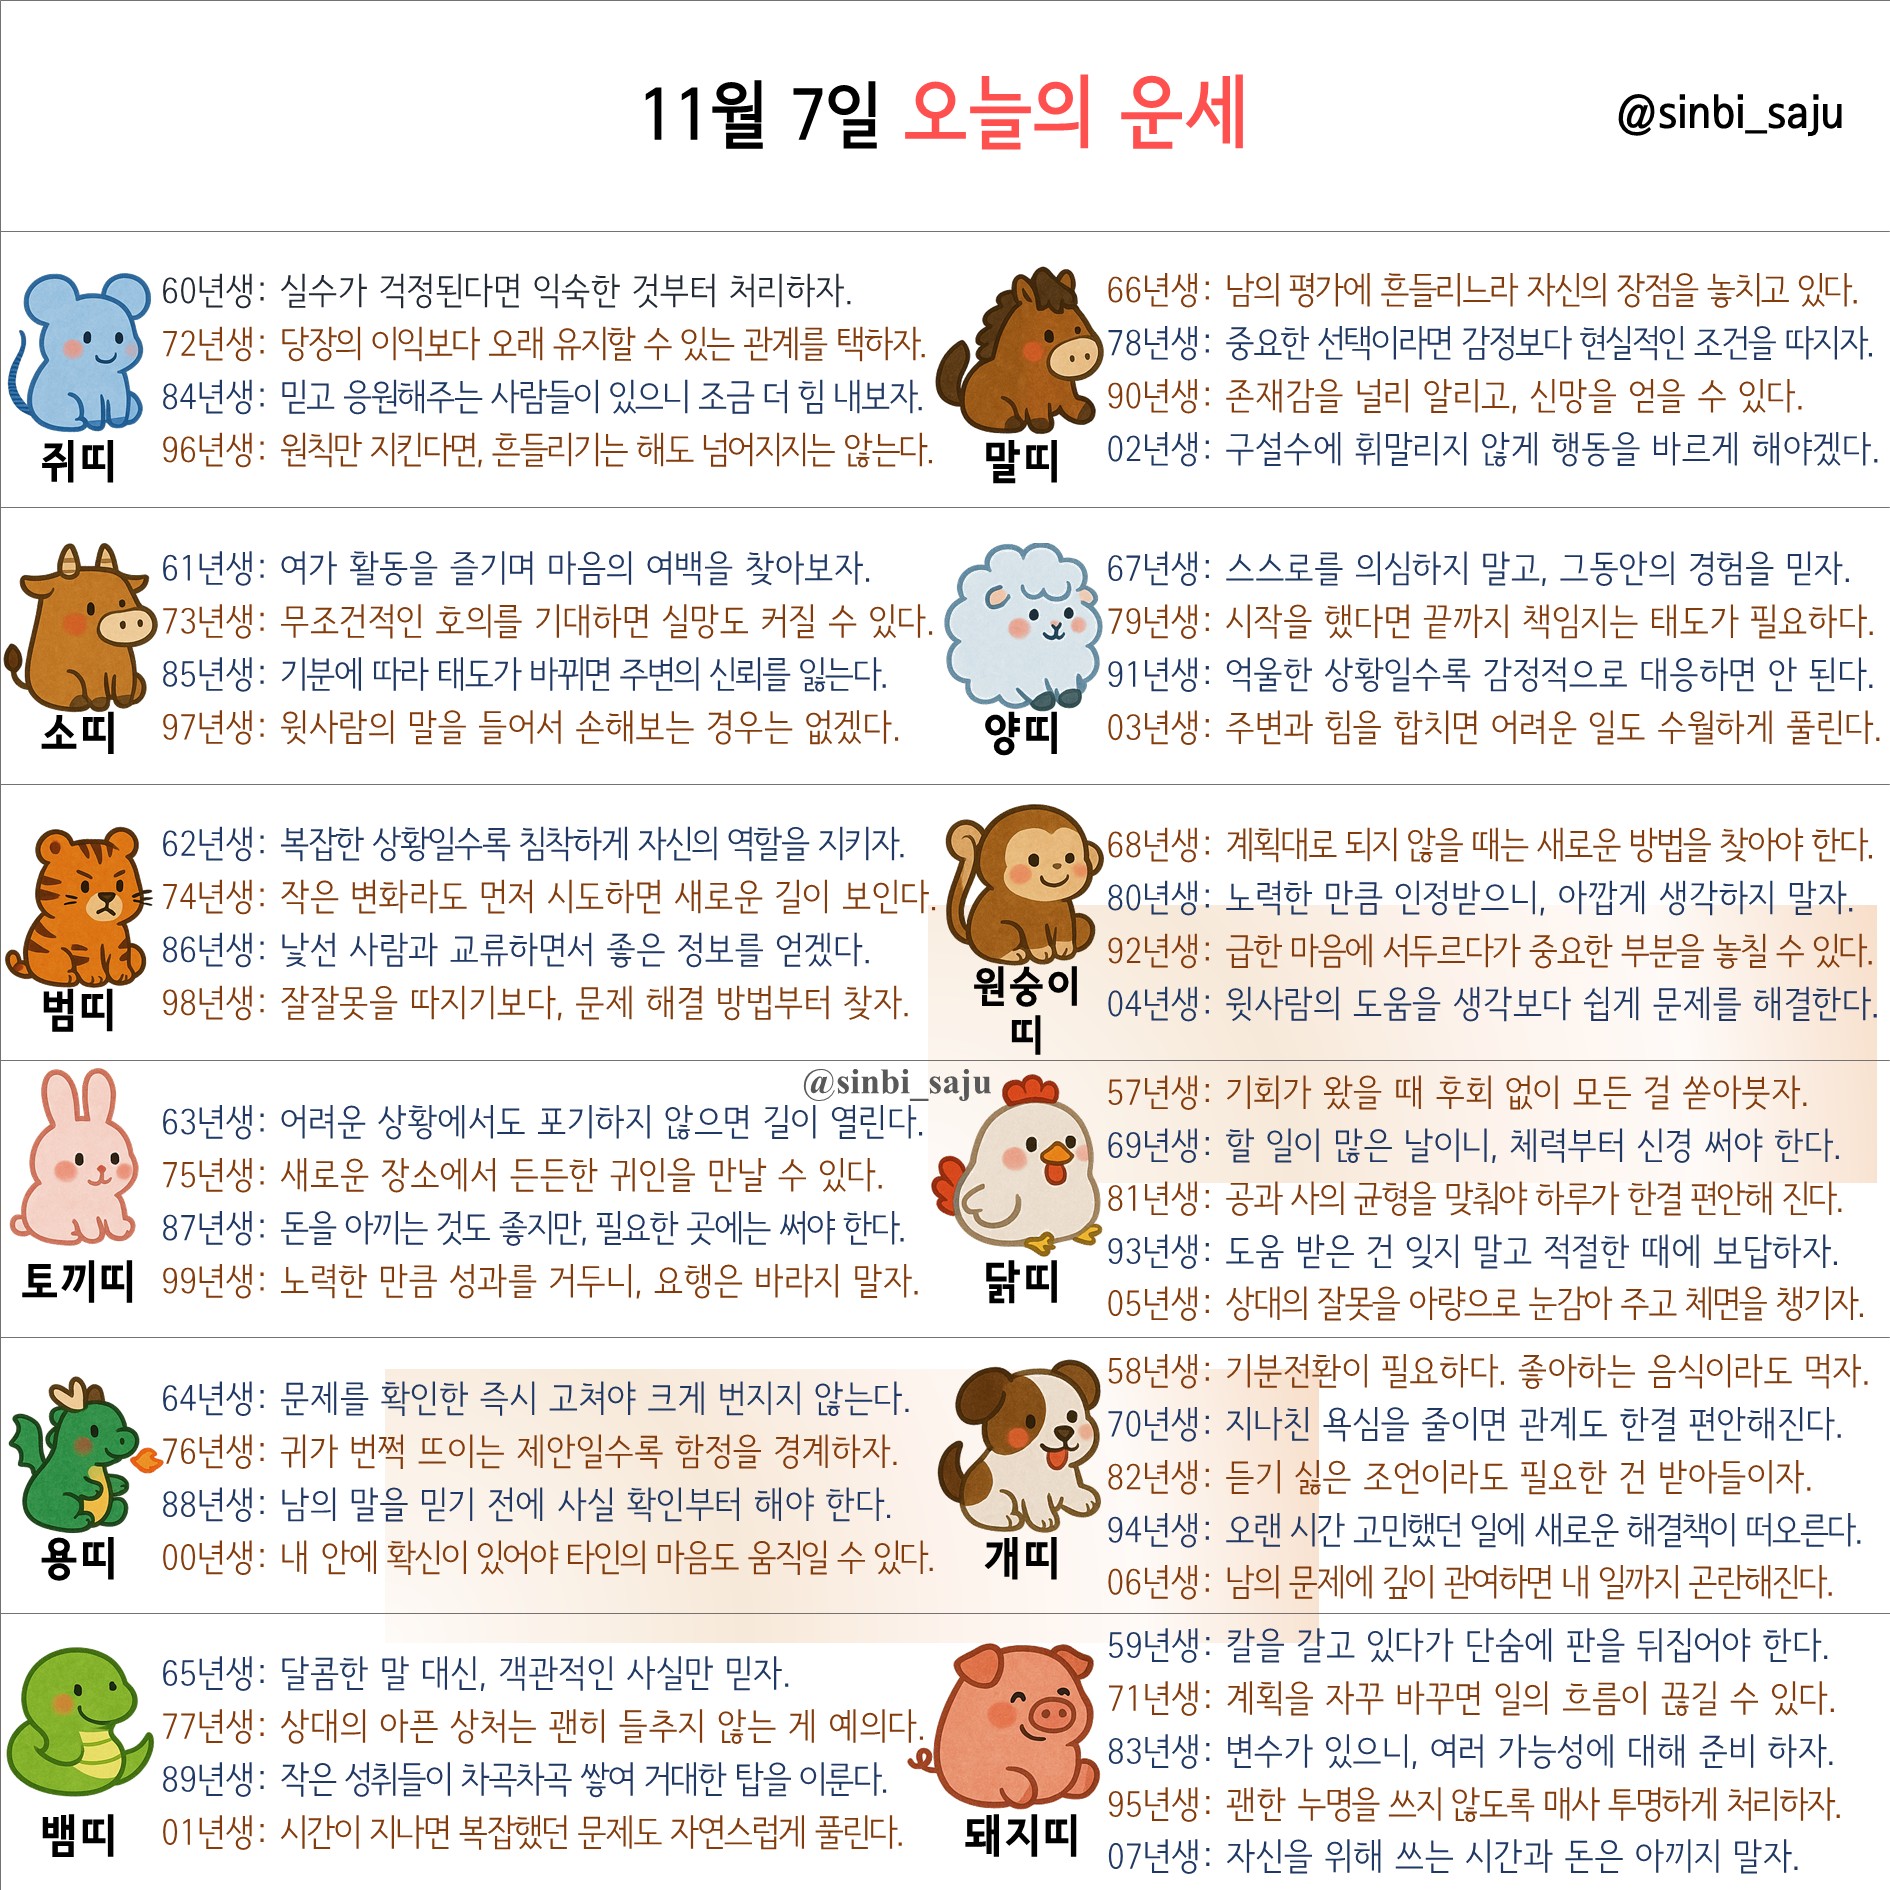 11월 7일 오늘의 운세
@sinbi_saju
60년생: 실수가 걱정된다면 익숙한 것부터 처리하자.
72년생: 당장의 이익보다 오래 유지할 수 있는 관계를 택하자.
84년생: 믿고 응원해주는 사람들이 있으니 조금 더 힘 내보자.
96년생: 원칙만 지킨다면, 흔들리기는 해도 넘어지지는 않는다.
쥐띠
66년생: 남의 평가에 흔들리느라 자신의 장점을 놓치고 있다.
78년생: 중요한 선택이라면 감정보다 현실적인 조건을 따지자.
90년생: 존재감을 널리 알리고, 신망을 얻을 수 있다.
02년생: 구설수에 휘말리지 않게 행동을 바르게 해야겠다.
말띠
61년생: 여가 활동을 즐기며 마음의 여백을 찾아보자.
73년생: 무조건적인 호의를 기대하면 실망도 커질 수 있다.
85년생: 기분에 따라 태도가 바뀌면 주변의 신뢰를 잃는다.
97년생: 윗사람의 말을 들어서 손해보는 경우는 없겠다.
소띠
67년생: 스스로를 의심하지 말고, 그동안의 경험을 믿자.
79년생: 시작을 했다면 끝까지 책임지는 태도가 필요하다.
91년생: 억울한 상황일수록 감정적으로 대응하면 안 된다.
03년생: 주변과 힘을 합치면 어려운 일도 수월하게 풀린다.
양띠
62년생: 복잡한 상황일수록 침착하게 자신의 역할을 지키자.
74년생: 작은 변화라도 먼저 시도하면 새로운 길이 보인다.
86년생: 낯선 사람과 교류하면서 좋은 정보를 얻겠다.
98년생: 잘잘못을 따지기보다, 문제 해결 방법부터 찾자.
범띠
68년생: 계획대로 되지 않을 때는 새로운 방법을 찾아야 한다.
80년생: 노력한 만큼 인정받으니, 아깝게 생각하지 말자.
92년생: 급한 마음에 서두르다가 중요한 부분을 놓칠 수 있다.
04년생: 윗사람의 도움을 생각보다 쉽게 문제를 해결한다.
원숭이
띠
@sinbi_saju
63년생: 어려운 상황에서도 포기하지 않으면 길이 열린다.
75년생: 새로운 장소에서 든든한 귀인을 만날 수 있다.
87년생: 돈을 아끼는 것도 좋지만, 필요한 곳에는 써야 한다.
99년생: 노력한 만큼 성과를 거두니, 요행은 바라지 말자.
토끼띠
57년생: 기회가 왔을 때 후회 없이 모든 걸 쏟아붓자.
69년생: 할 일이 많은 날이니, 체력부터 신경 써야 한다.
81년생: 공과 사의 균형을 맞춰야 하루가 한결 편안해 진다.
93년생: 도움 받은 건 잊지 말고 적절한 때에 보답하자.
05년생: 상대의 잘못을 아량으로 눈감아 주고 체면을 챙기자.
닭띠
64년생: 문제를 확인한 즉시 고쳐야 크게 번지지 않는다.
76년생: 귀가 번쩍 뜨이는 제안일수록 함정을 경계하자.
88년생: 남의 말을 믿기 전에 사실 확인부터 해야 한다.
00년생: 내 안에 확신이 있어야 타인의 마음도 움직일 수 있다.
용띠
58년생: 기분전환이 필요하다. 좋아하는 음식이라도 먹자.
70년생: 지나친 욕심을 줄이면 관계도 한결 편안해진다.
82년생: 듣기 싫은 조언이라도 필요한 건 받아들이자.
94년생: 오랜 시간 고민했던 일에 새로운 해결책이 떠오른다.
06년생: 남의 문제에 깊이 관여하면 내 일까지 곤란해진다.
개띠
65년생: 달콤한 말 대신, 객관적인 사실만 믿자.
77년생: 상대의 아픈 상처는 괜히 들추지 않는 게 예의다.
89년생: 작은 성취들이 차곡차곡 쌓여 거대한 탑을 이룬다.
01년생: 시간이 지나면 복잡했던 문제도 자연스럽게 풀린다.
뱀띠
59년생: 칼을 갈고 있다가 단숨에 판을 뒤집어야 한다.
71년생: 계획을 자꾸 바꾸면 일의 흐름이 끊길 수 있다.
83년생: 변수가 있으니, 여러 가능성에 대해 준비 하자.
95년생: 괜한 누명을 쓰지 않도록 매사 투명하게 처리하자.
07년생: 자신을 위해 쓰는 시간과 돈은 아끼지 말자.
돼지띠